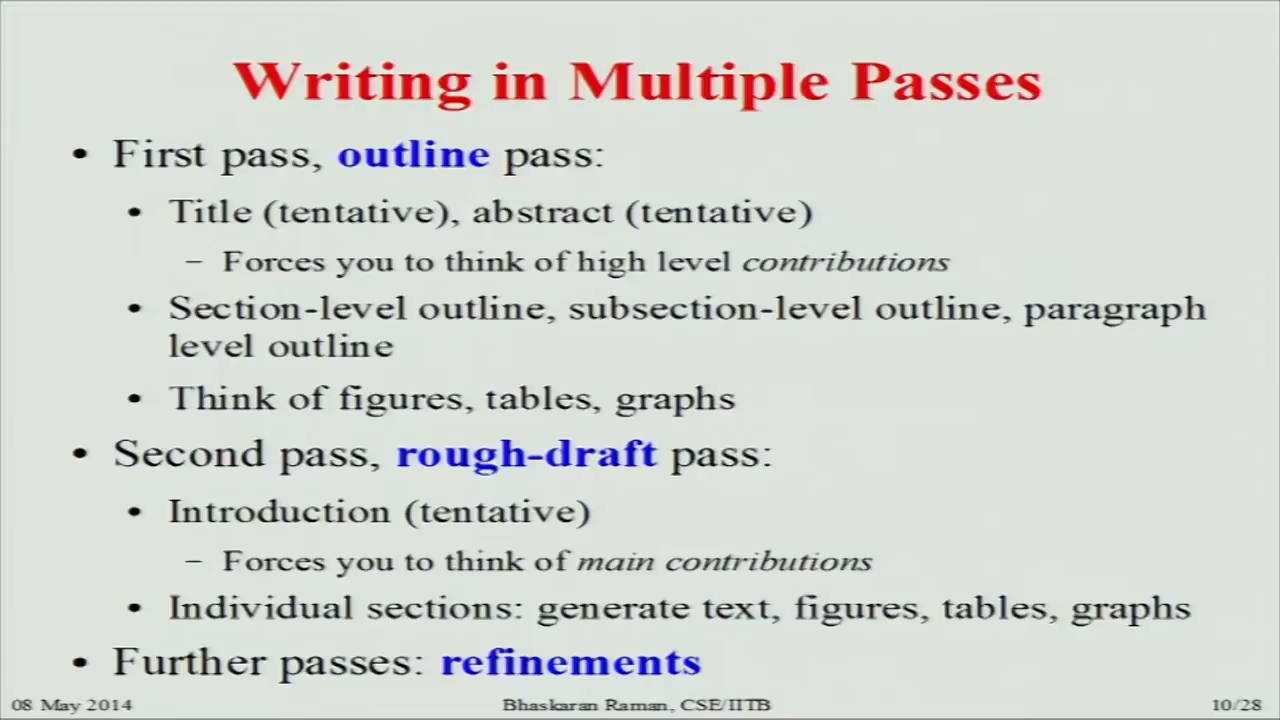 Writing in Multiple Passes
• First pass, outline pass:
• Title (tentative), abstract (tentative)
– Forces you to think of high level contributions
• Section-level outline, subsection-level outline, paragraph
level outline
• Think of figures, tables, graphs
• Second pass, rough-draft pass:
• Introduction (tentative)
– Forces you to think of main contributions
• Individual sections: generate text, figures, tables, graphs
• Further passes: refinements
08 May 2014 Bhaskaran Raman, CSE/IITB 10/28